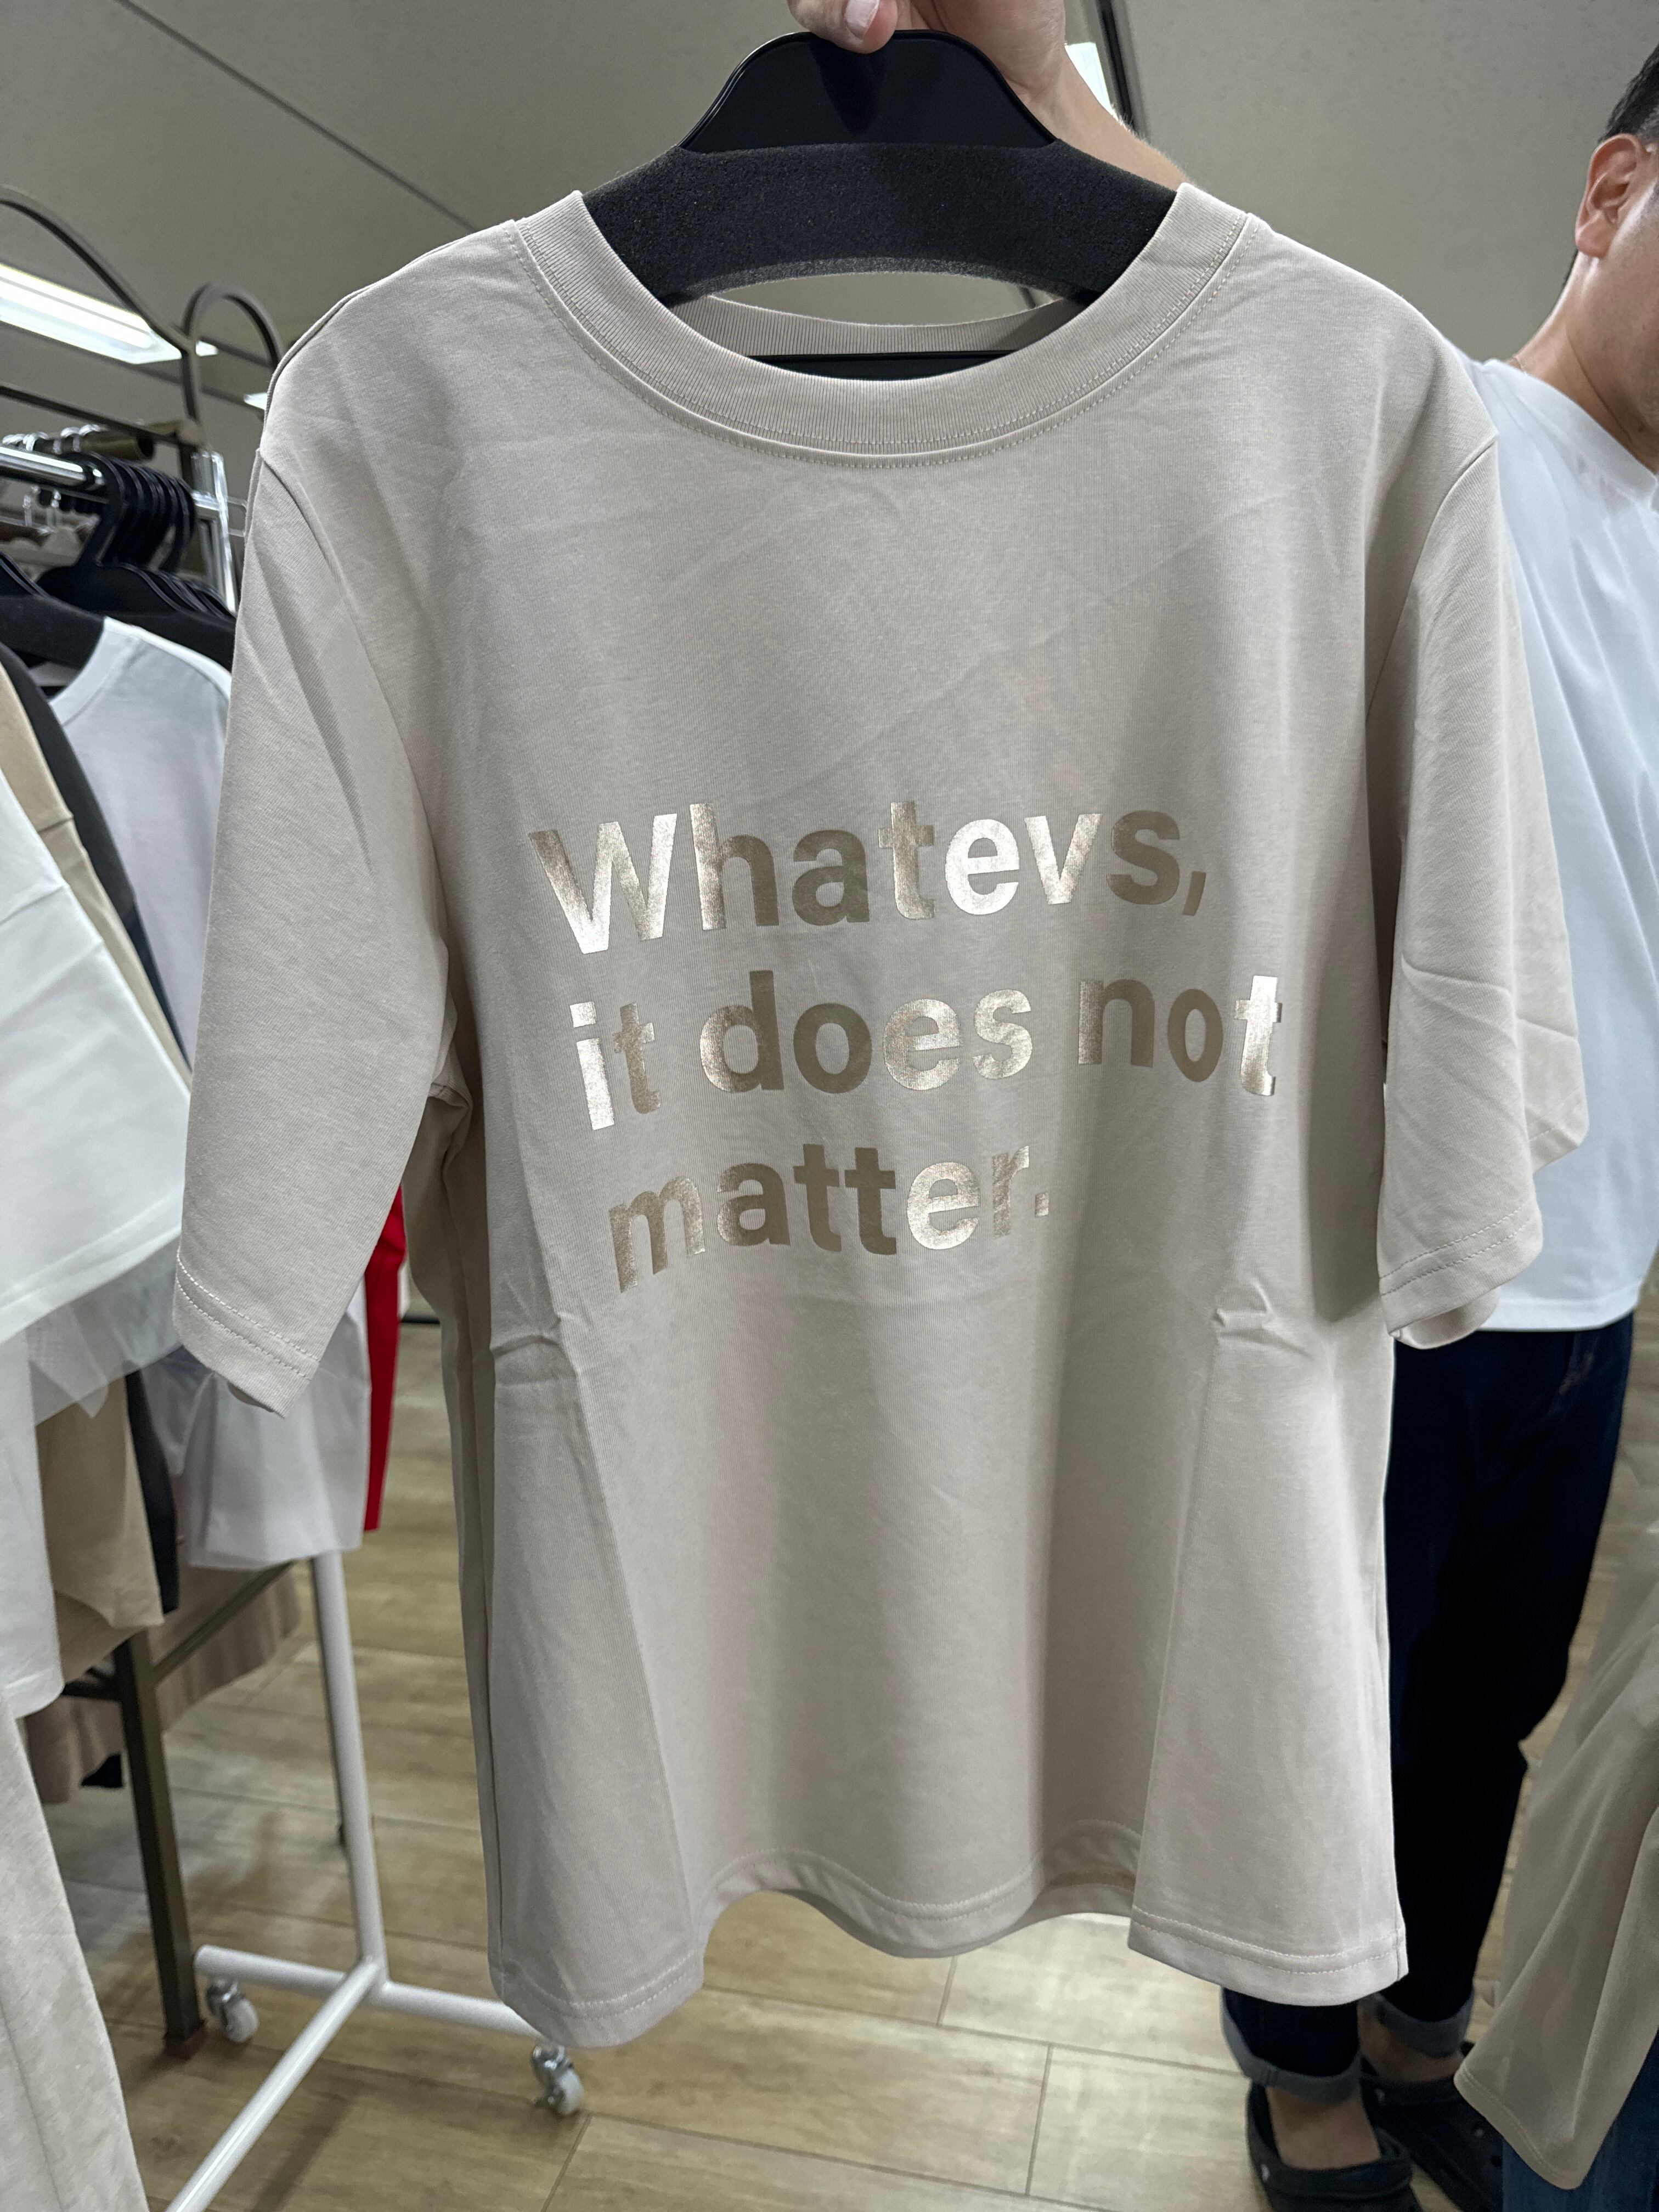 Whatevs,
it does not
matter.